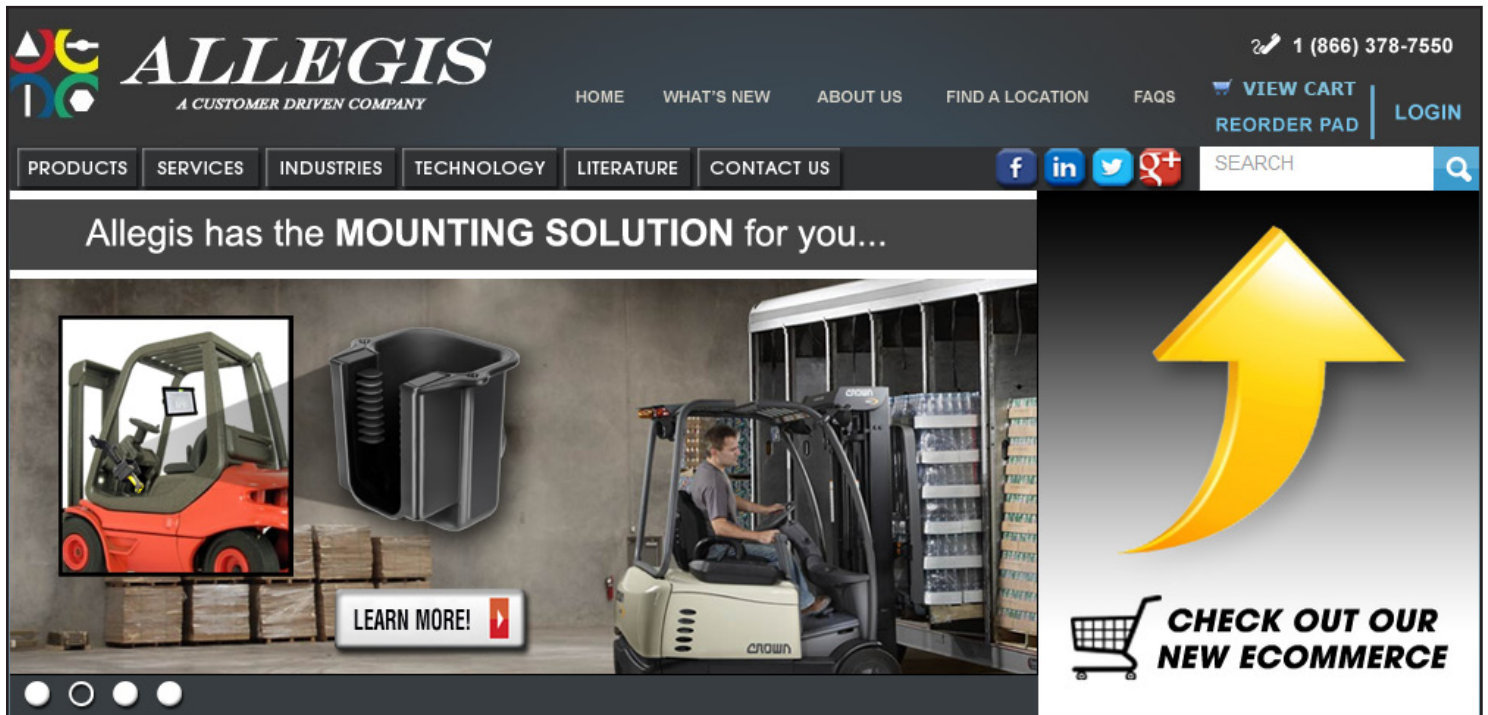 ALLEGIS
A CUSTOMER DRIVEN COMPANY
1 (866) 378-7550
HOME WHAT'S NEW ABOUT US FIND A LOCATION FAQS
VIEW CART
REORDER PAD
LOGIN
PRODUCTS SERVICES INDUSTRIES TECHNOLOGY LITERATURE CONTACT US
f in g+
SEARCH
Allegis has the MOUNTING SOLUTION for you...
CROWN
LEARN MORE!
CROWN
CHECK OUT OUR
NEW ECOMMERCE